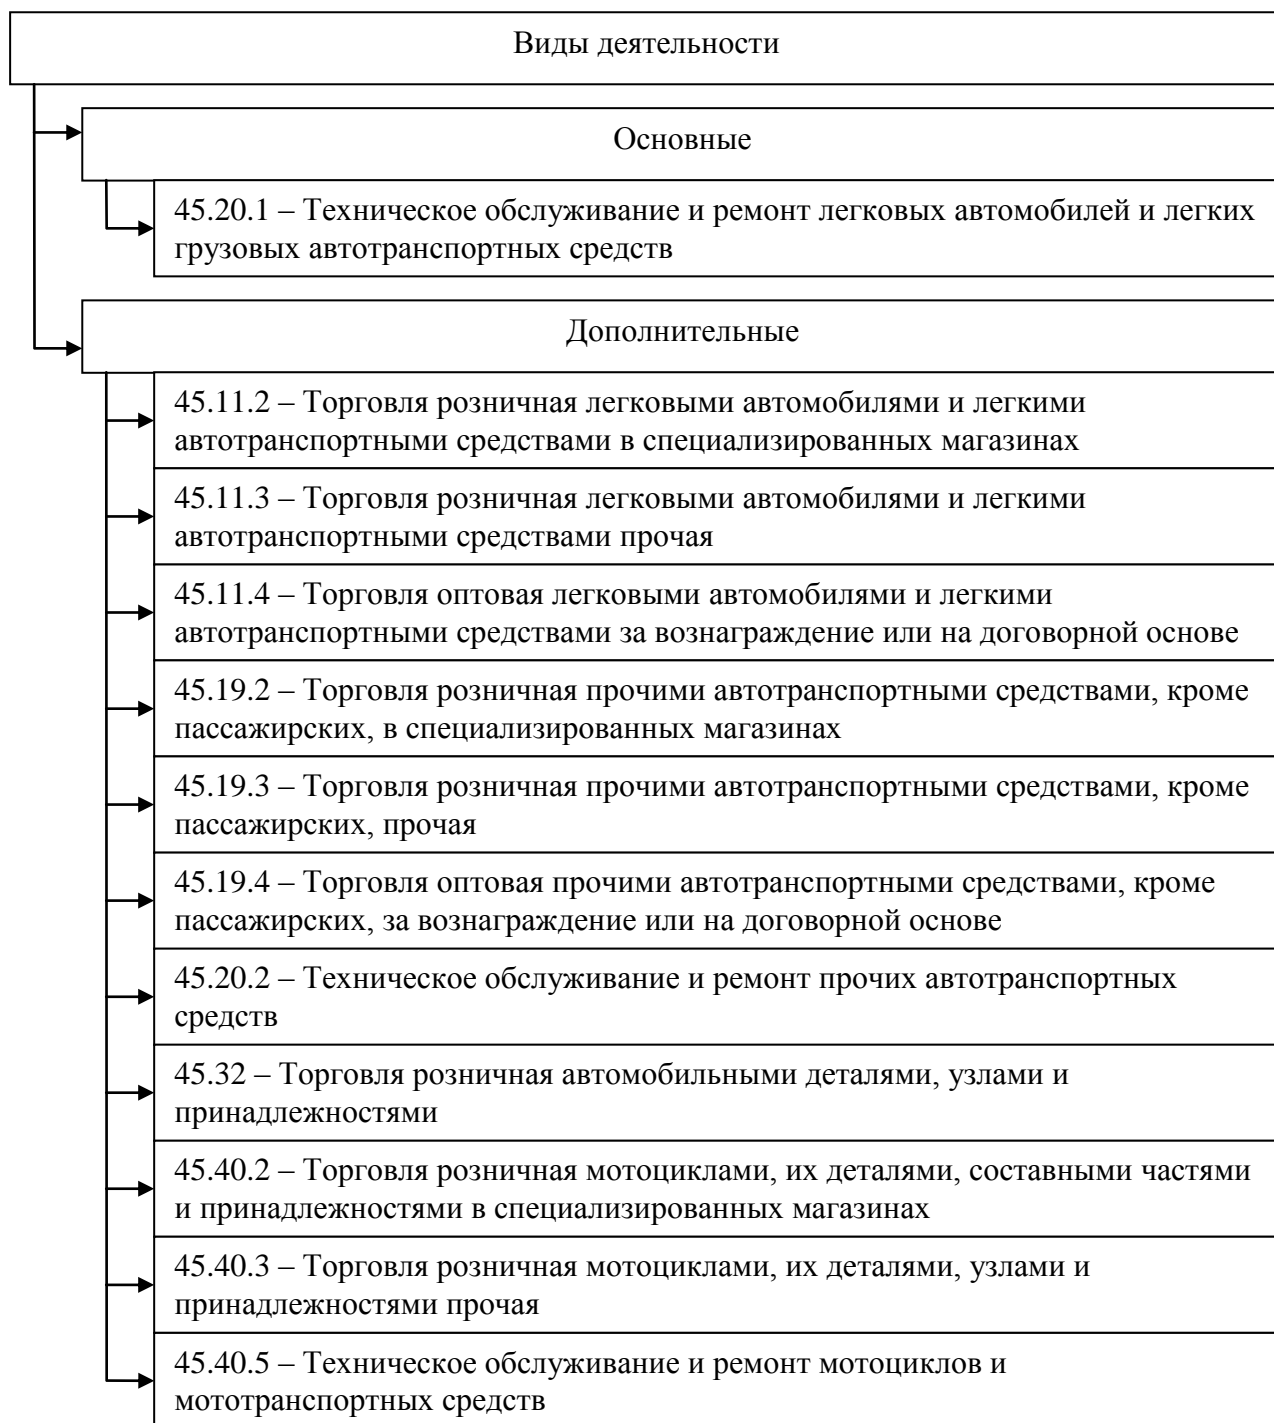 Виды деятельности
Основные
45.20.1 – Техническое обслуживание и ремонт легковых автомобилей и легких
грузовых автотранспортных средств
Дополнительные
45.11.2 – Торговля розничная легковыми автомобилями и легкими
автотранспортными средствами в специализированных магазинах
45.11.3 – Торговля розничная легковыми автомобилями и легкими
автотранспортными средствами прочая
45.11.4 – Торговля оптовая легковыми автомобилями и легкими
автотранспортными средствами за вознаграждение или на договорной основе
45.19.2 – Торговля розничная прочими автотранспортными средствами, кроме
пассажирских, в специализированных магазинах
45.19.3 – Торговля розничная прочими автотранспортными средствами, кроме
пассажирских, прочая
45.19.4 – Торговля оптовая прочими автотранспортными средствами, кроме
пассажирских, за вознаграждение или на договорной основе
45.20.2 – Техническое обслуживание и ремонт прочих автотранспортных
средств
45.32 – Торговля розничная автомобильными деталями, узлами и
принадлежностями
45.40.2 – Торговля розничная мотоциклами, их деталями, составными частями
и принадлежностями в специализированных магазинах
45.40.3 – Торговля розничная мотоциклами, их деталями, узлами и
принадлежностями прочая
45.40.5 – Техническое обслуживание и ремонт мотоциклов и
мототранспортных средств